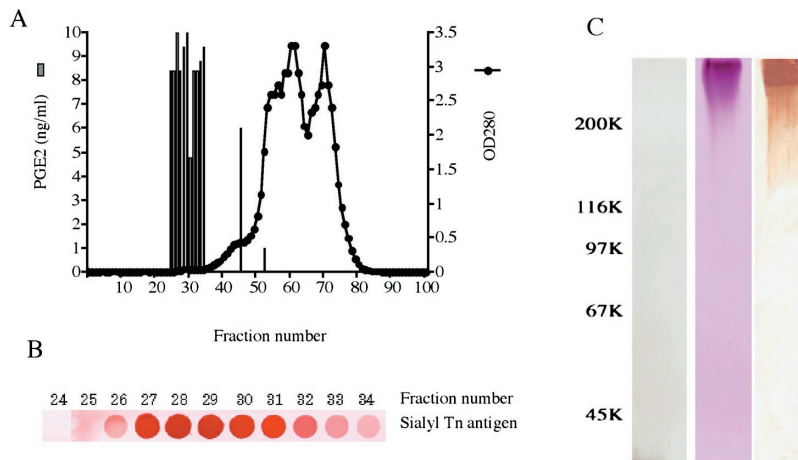 A
PGE2 (ng/ml)
10
9
8
7
6
5
4
3
2
1
0
3.5
3
2.5
2
1.5
1
0.5
0
OD280
10 20 30 40 50 60 70 80 90 100
Fraction number
B
24 25 26 27 28 29 30 31 32 33 34 Fraction number
Sialyl Tn antigen
C
200K
116K
97K
67K
45K